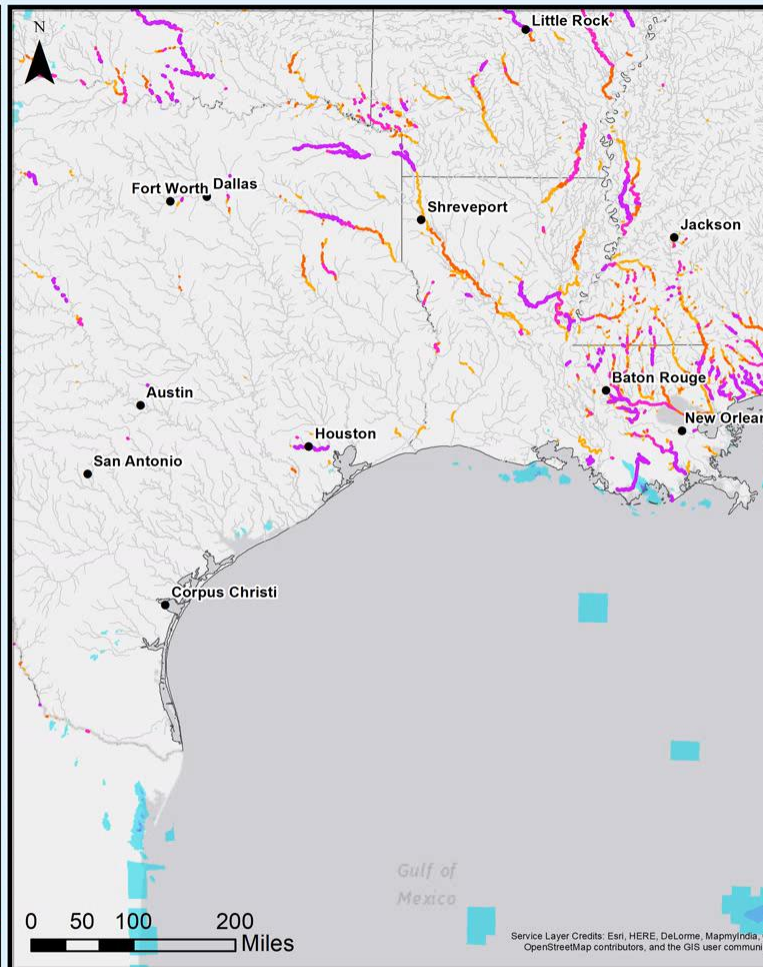 N
Little Rock
Fort Worth
Dallas
Shreveport
Jackson
Austin
Baton Rouge
New Orlean
Houston
San Antonio
Corpus Christi
Gulf of
Mexico
0 50 100 200
Miles
Service Layer Credits: Esri, HERE, DeLorme, MapmyIndia,
OpenStreetMap contributors, and the GIS user communi